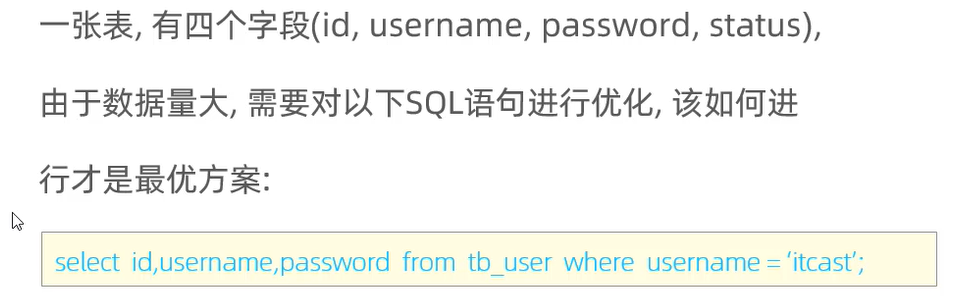 一张表, 有四个字段(id, username, password, status),
由于数据量大, 需要对以下SQL语句进行优化, 该如何进
行才是最优方案:
select id,username,password from tb_user where username = ‘itcast’;